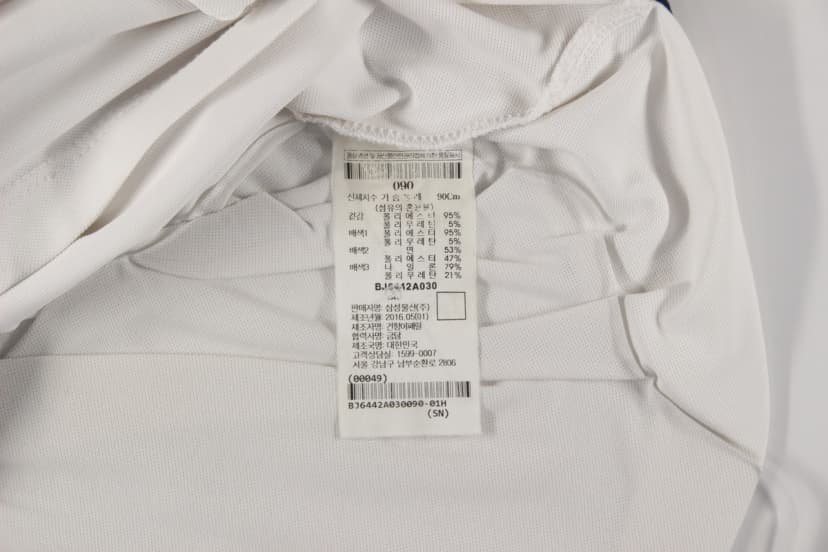 090
신체치수 가슴둘레 90Cm
(섬유의 혼용율)
겉감 폴리에스터 95%
폴리우레탄 5%
배색1 폴리에스터 95%
폴리우레탄 5%
배색2 면 53%
폴리에스터 47%
배색3 나일론 79%
폴리우레탄 21%
BJ6442A030
판매자명: 삼성물산(주)
제조년월: 2016.05(01)
제조자명: 건항어패럴
협력사명: 금담
제조국명: 대한민국
고객상담실: 1599-0007
서울 강남구 남부순환로 2806
(00049)
BJ6442A030090-01H
(SN)